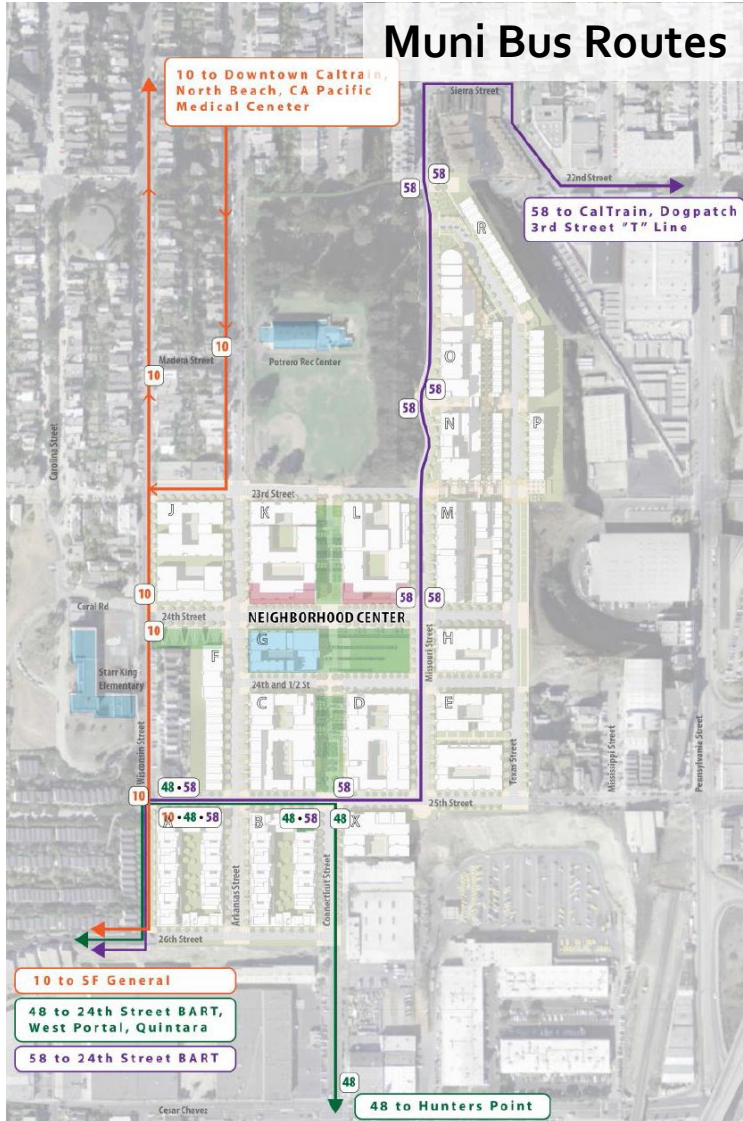 Muni Bus Routes
10 to Downtown Caltrain,
North Beach, CA Pacific
Medical Ceneter
Sierra Street
22nd Street
58
58
58 to CalTrain, Dogpatch
3rd Street "T" Line
R
10
Madera Street
Potrero Rec Center
O
10
58
58
N
P
Carolina Street
23rd Street
J
K
L
M
10
58
58
Caral Rd
24th Street
NEIGHBORHOOD CENTER
10
G
H
F
Missouri Street
Starr King
Elementary
24th and 1/2 St
C
D
E
Wisconsin Street
Texas Street
Mississippi Street
Pennsylvania Street
48 • 58
58
10
25th Street
10 • 48 • 58
A
B
48 • 58
48
X
Arkansas Street
Connecticut Street
26th Street
10 to SF General
48 to 24th Street BART,
West Portal, Quintara
58 to 24th Street BART
48
48 to Hunters Point
Cesar Chavez